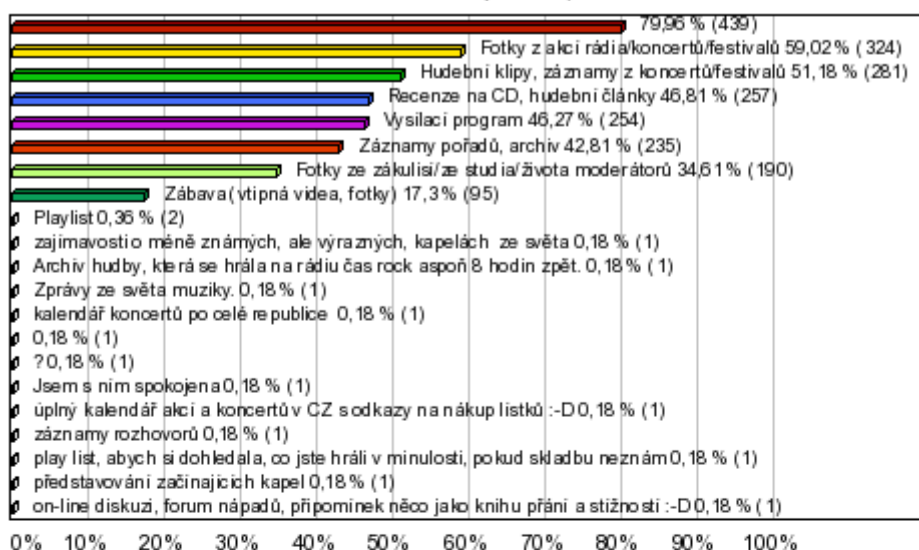 79,96 % (439)
Fotky z akcí rádia/koncertů/festivalů 59,02 % (324)
Hudební klipy, záznamy z koncertů/festivalů 51,18 % (281)
Recenze na CD, hudební články 46,81 % (257)
Vysílací program 46,27 % (254)
Záznamy pořadů, archiv 42,81 % (235)
Fotky ze zákulisí/ze studia/života moderátorů 34,61 % (190)
Zábava (vtipná videa, fotky) 17,3 % (95)
Playlist 0,36 % (2)
zajímavosti o méně známých, ale výrazných, kapelách ze světa 0,18 % (1)
Archiv hudby, která se hrála na rádiu čas rock aspoň 8 hodin zpět. 0,18 % (1)
Zprávy ze světa muziky. 0,18 % (1)
kalendář koncertů po celé republice 0,18 % (1)
0,18 % (1)
? 0,18 % (1)
Jsem s ním spokojena 0,18 % (1)
úplný kalendář akcí a koncertů v CZ s odkazy na nákup lístků :-D 0,18 % (1)
záznamy rozhovorů 0,18 % (1)
play list, abych si dohledala, co jste hráli v minulosti, pokud skladbu neznám 0,18 % (1)
představování začínajících kapel 0,18 % (1)
on-line diskuzi, forum nápadů, připomínek něco jako knihu přání a stížností :-D 0,18 % (1)
0% 10% 20% 30% 40% 50% 60% 70% 80% 90% 100%